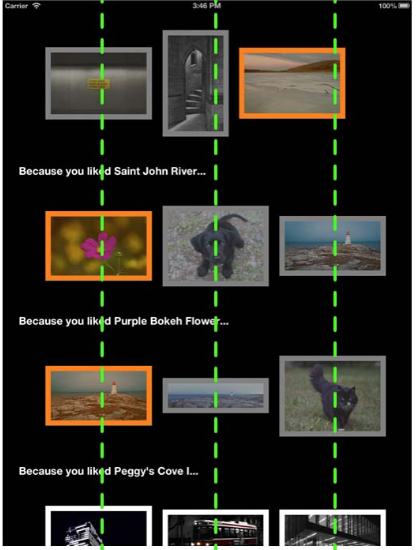 Carrier 3:46 PM 100%
Because you liked Saint John River...
Because you liked Purple Bokeh Flower...
Because you liked Peggy's Cove I...